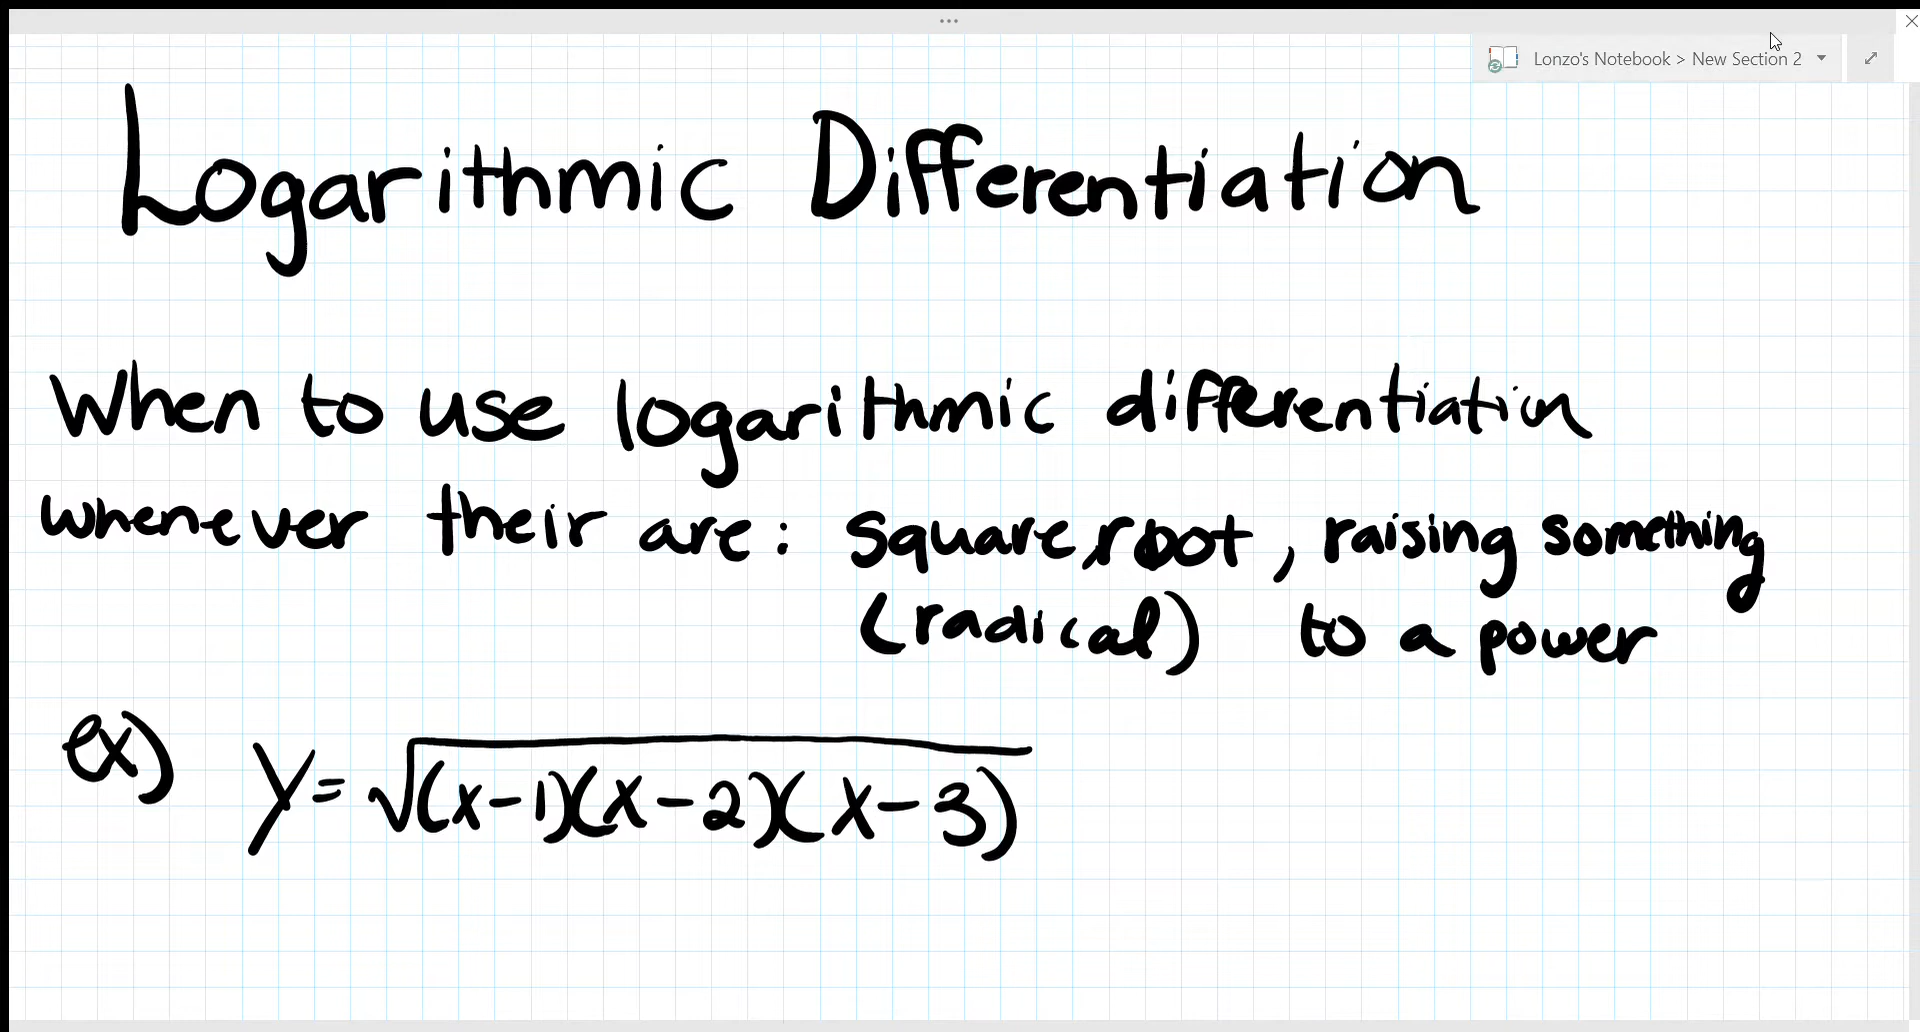 Lonzo's Notebook > New Section 2
Logarithmic Differentiation
When to use logarithmic differentiation
whenever their are: square root, raising something
(radical) to a power
ex) y=√(x-1)(x-2)(x-3)